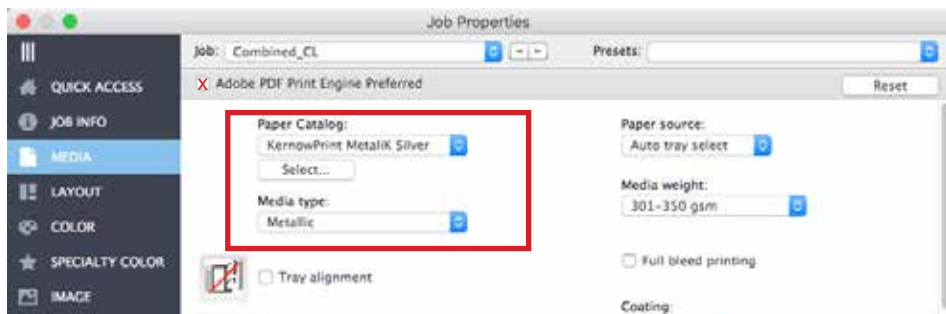 Job Properties
Job: Combined_CL Presets:
X Adobe PDF Print Engine Preferred Reset
QUICK ACCESS
JOB INFO
MEDIA
LAYOUT
COLOR
SPECIALTY COLOR
IMAGE
Paper Catalog:
KernowPrint MetaliK Silver
Select...
Media type:
Metallic
Tray alignment
Paper source:
Auto tray select
Media weight:
301-350 gsm
Full bleed printing
Coating: